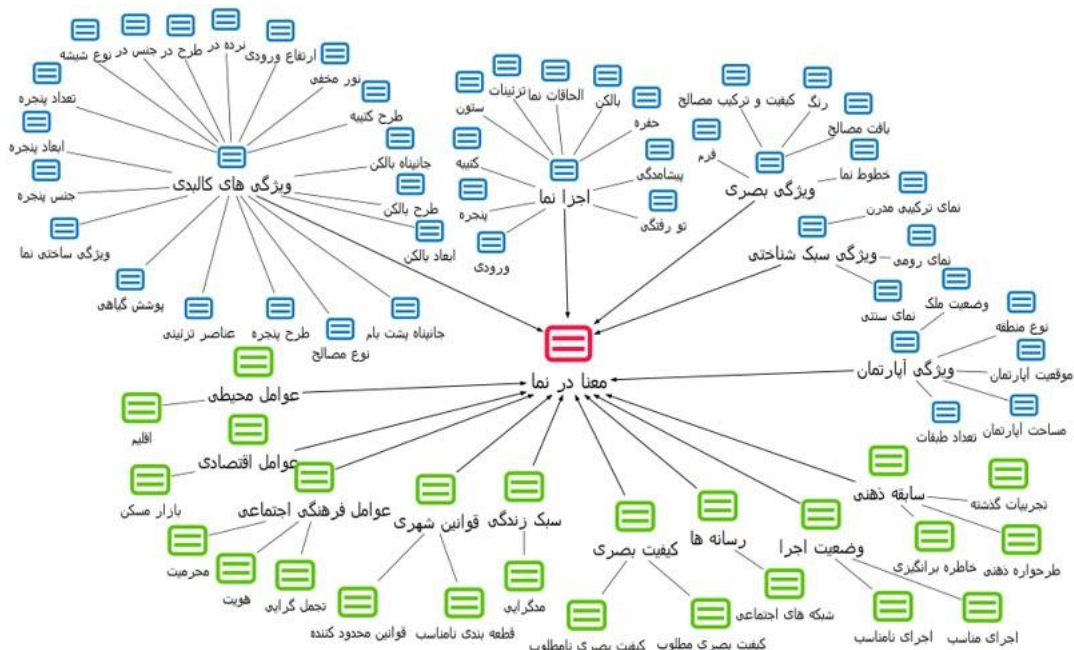 نرده در
ارتفاع ورودی
طرح در
جنس در
نوع شیشه
نور مخفی
تعداد پنجره
طرح کتیبه
ابعاد پنجره
جانپناه بالکن
ویژگی های کالبدی
جنس پنجره
طرح بالکن
ویژگی ساختی نما
ابعاد بالکن
پوشش گیاهی
عناصر تزئینی
طرح پنجره
نوع مصالح
جانپناه پشت بام
الحاقات نما
تزئینات
بالکن
ستون
حفره
کتیبه
پیشامدگی
اجزا نما
پنجره
تو رفتگی
ورودی
رنگ
کیفیت و ترکیب مصالح
بافت مصالح
فرم
خطوط نما
ویژگی بصری
نمای ترکیبی مدرن
ویژگی سبک شناختی
نمای رومی
نمای سنتی
وضعیت ملک
نوع منطقه
ویژگی آپارتمان
موقعیت آپارتمان
مساحت آپارتمان
تعداد طبقات
معنا در نما
عوامل محیطی
اقلیم
عوامل اقتصادی
بازار مسکن
عوامل فرهنگی اجتماعی
محرمیت
هویت
تجمل گرایی
قوانین شهری
قوانین محدود کننده
قطعه بندی نامناسب
سبک زندگی
مدگرایی
کیفیت بصری
کیفیت بصری نامطلوب
کیفیت بصری مطلوب
رسانه ها
شبکه های اجتماعی
وضعیت اجرا
اجرای نامناسب
اجرای مناسب
سابقه ذهنی
تجربیات گذشته
خاطره برانگیزی
طرحواره ذهنی